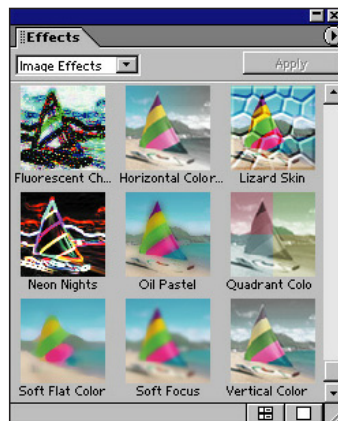 Effects
Image Effects
Apply
Fluorescent Ch...
Horizontal Color...
Lizard Skin
Neon Nights
Oil Pastel
Quadrant Colo
Soft Flat Color
Soft Focus
Vertical Color